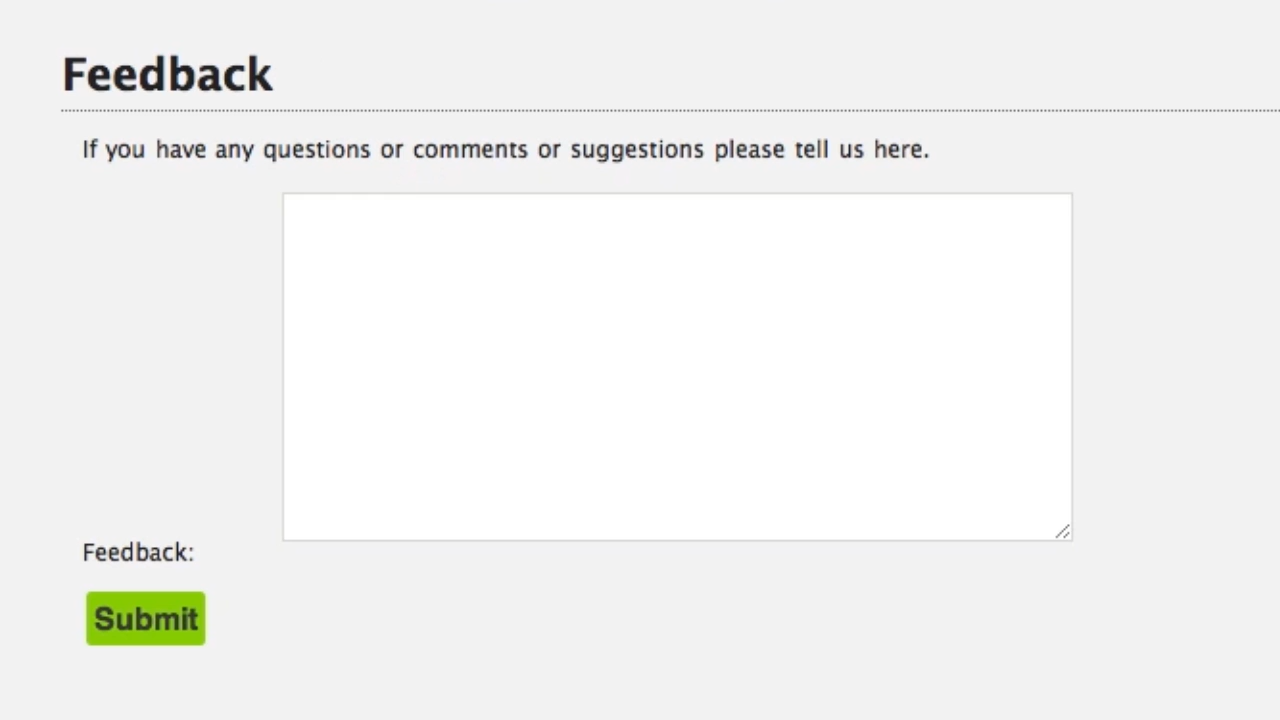 Feedback
If you have any questions or comments or suggestions please tell us here.
Feedback:
Submit